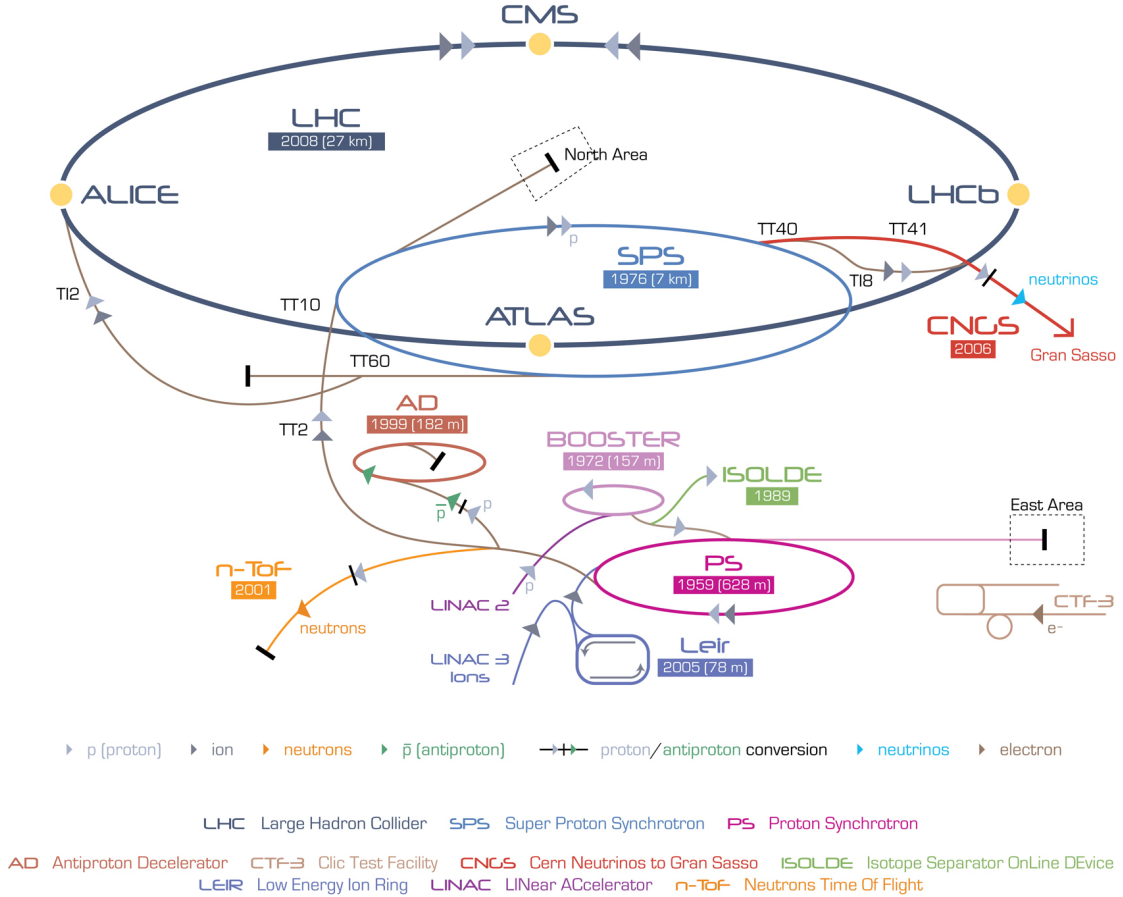 CMS
LHC
2008 (27 km)
North Area
ALICE
LHCb
TT40
TT41
p
SPS
1976 (7 km)
TI8
neutrinos
TI2
TT10
ATLAS
CNGS
2006
Gran Sasso
TT60
AD
1999 (182 m)
TT2
BOOSTER
1972 (157 m)
ISOLDE
1989
p̄
p
East Area
n-ToF
2001
PS
1959 (628 m)
p
LINAC 2
CTF-3
e⁻
neutrons
LINAC 3
Ions
Leir
2005 (78 m)
p (proton) ion neutrons p̄ (antiproton) proton/antiproton conversion neutrinos electron
LHC Large Hadron Collider SPS Super Proton Synchrotron PS Proton Synchrotron
AD Antiproton Decelerator CTF-3 Clic Test Facility CNGS Cern Neutrinos to Gran Sasso ISOLDE Isotope Separator OnLine DEvice
LEIR Low Energy Ion Ring LINAC LINear ACcelerator n-ToF Neutrons Time Of Flight